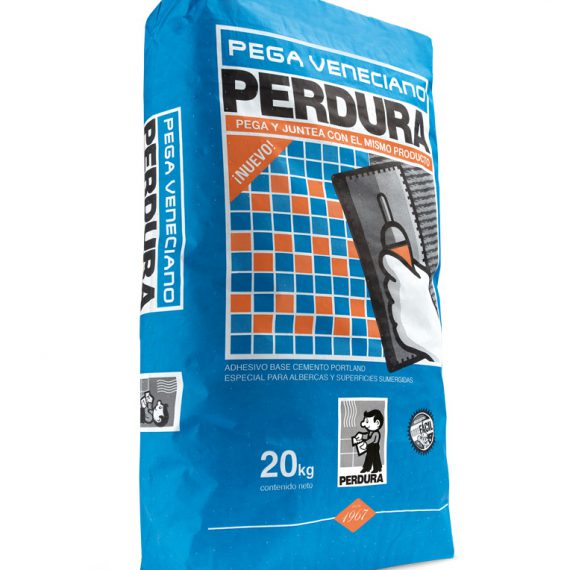 PEGA VENECIANO
PERDURA
PEGA Y JUNTEA CON EL MISMO PRODUCTO
¡NUEVO!
ADHESIVO BASE CEMENTO PORTLAND
ESPECIAL PARA ALBERCAS Y SUPERFICIES SUMERGIDAS
20kg
contenido neto
PERDURA
1967
FÁCIL
PEGA VENECIANO
PERDURA